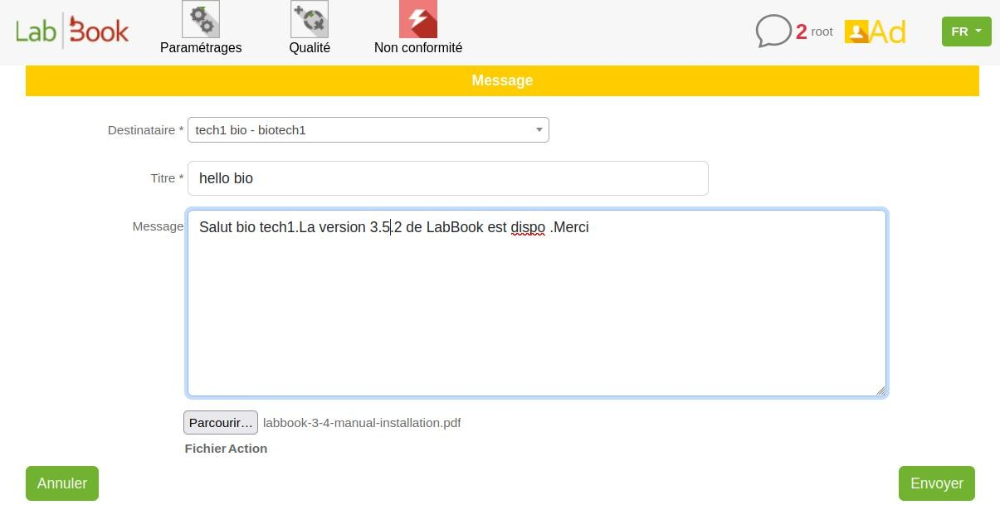 Lab Book
Paramétrages
Qualité
Non conformité
2 root
Ad
FR
Message
Destinataire * tech1 bio - biotech1
Titre * hello bio
Message Salut bio tech1.La version 3.5.2 de LabBook est dispo .Merci
Parcourir… labbook-3-4-manual-installation.pdf
Fichier Action
Annuler
Envoyer